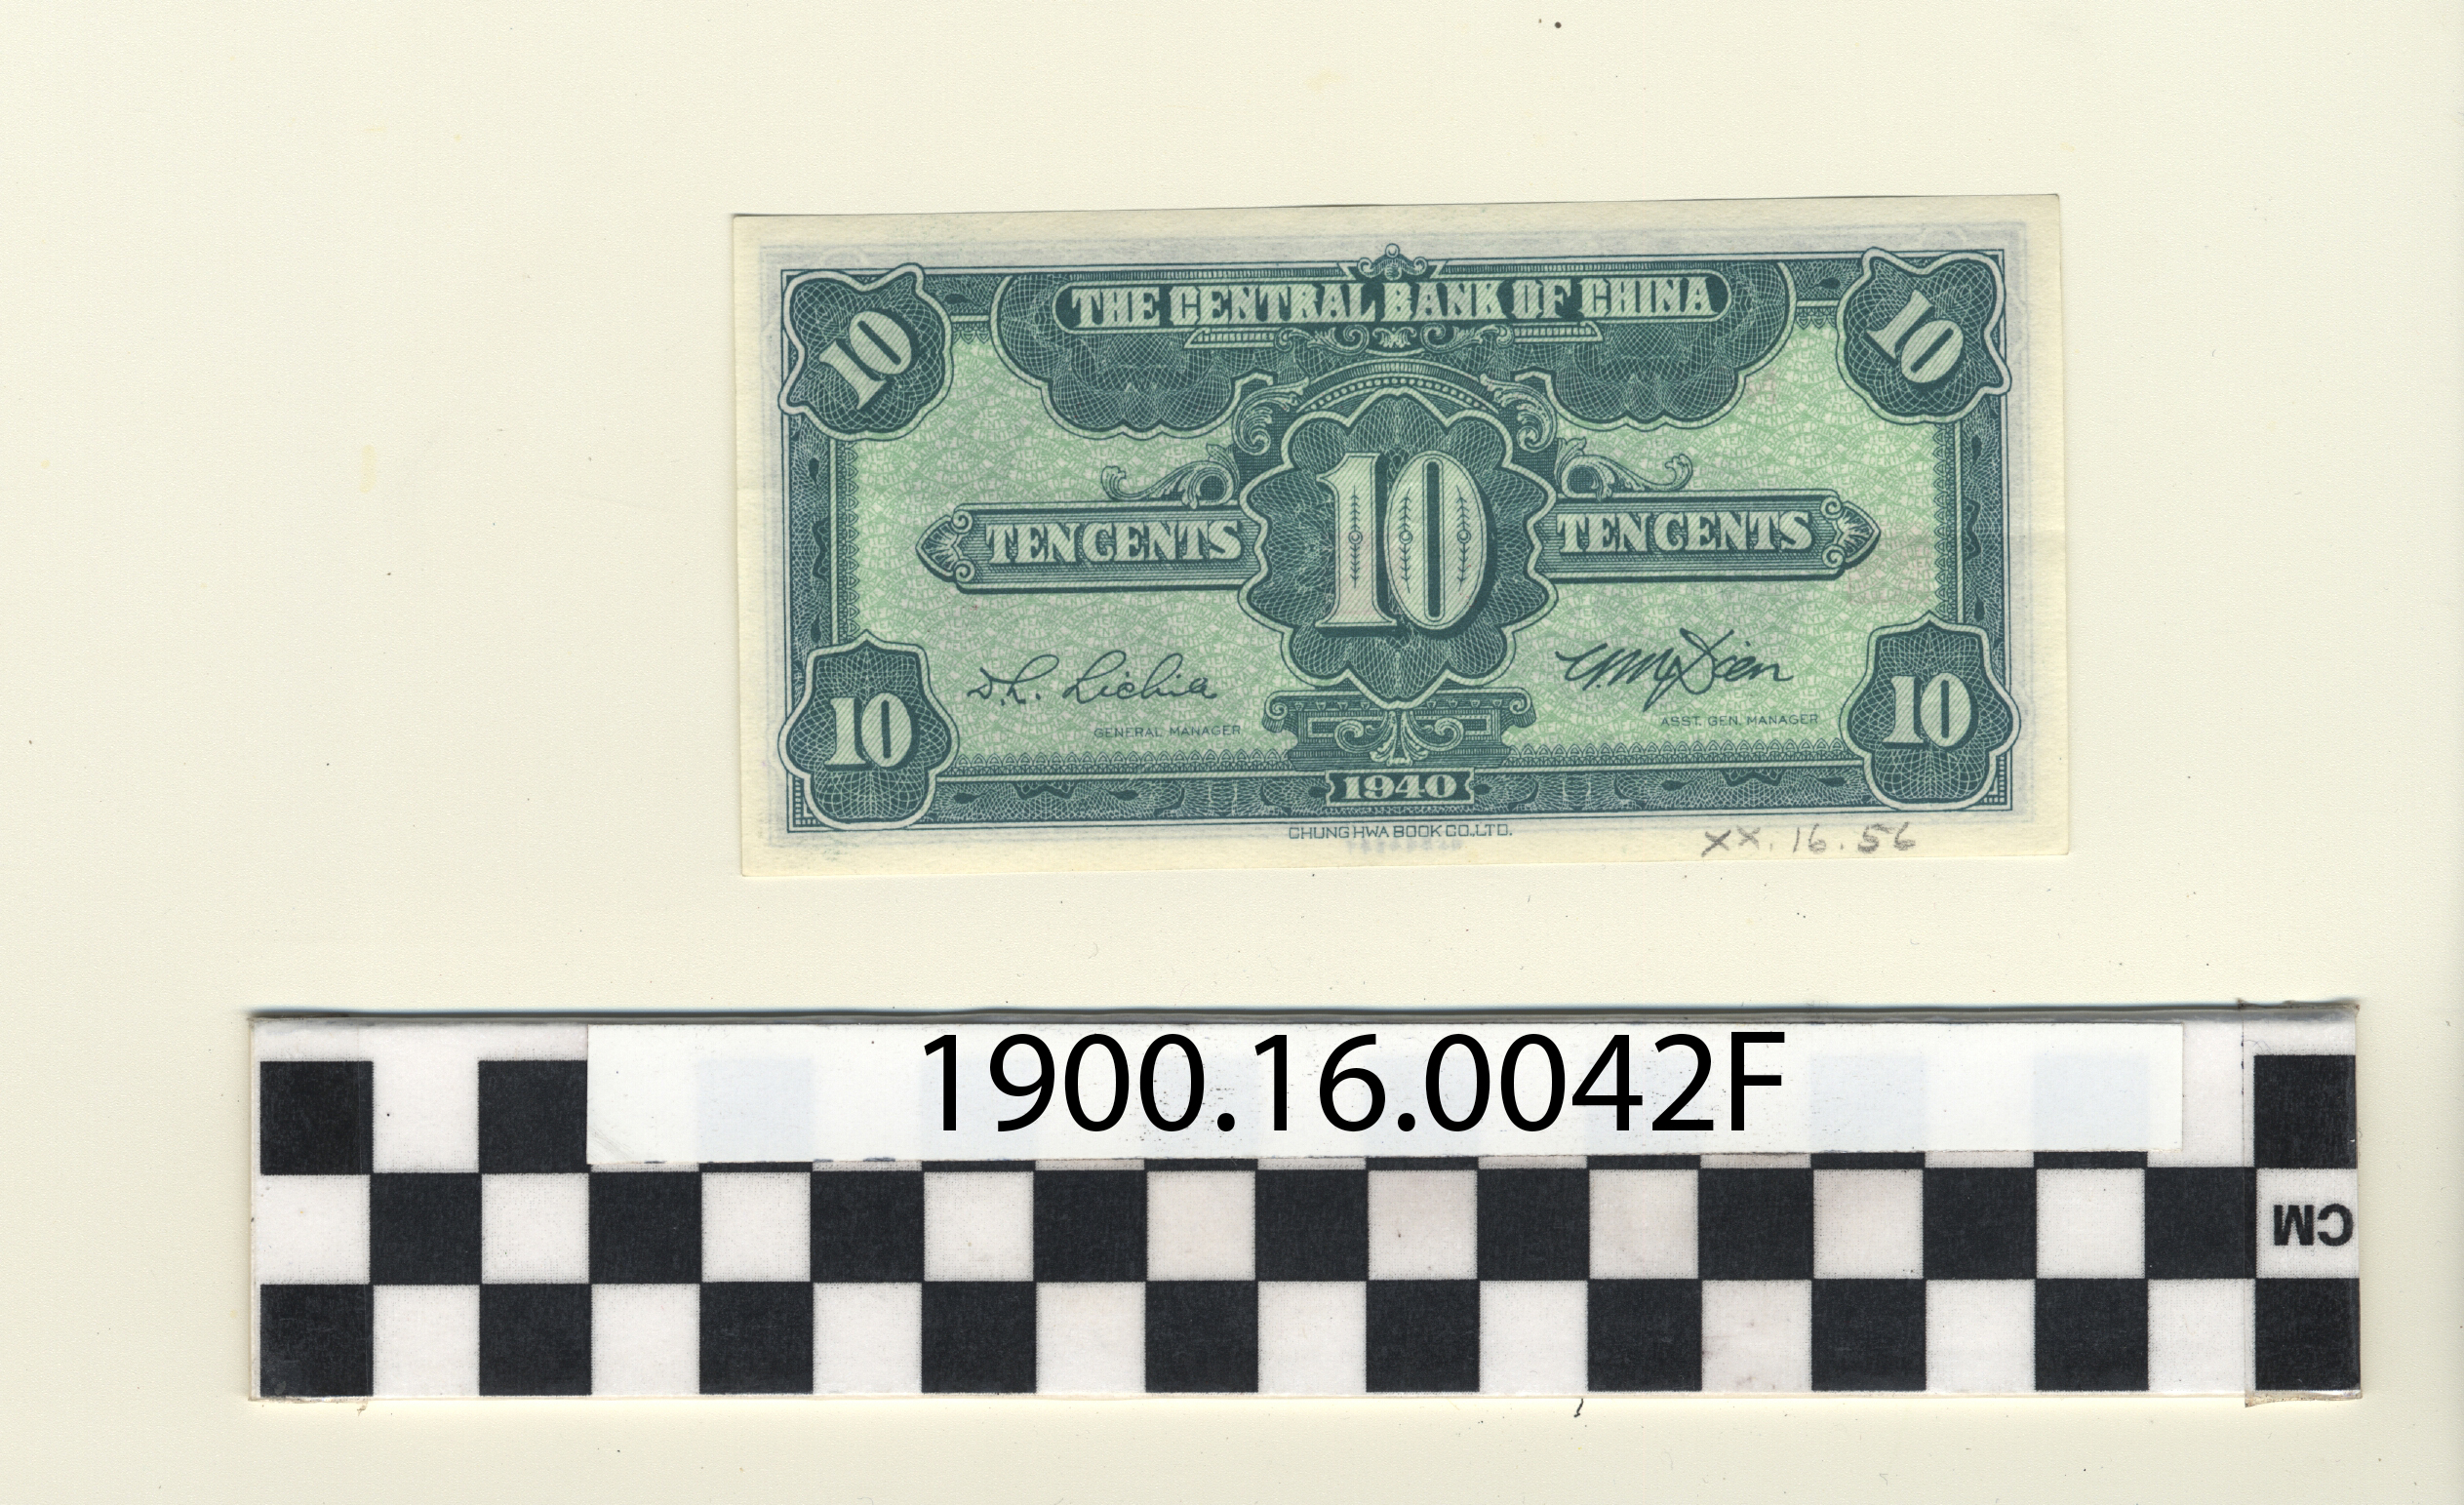 10 THE CENTRAL BANK OF CHINA 10
TEN CENTS 10 TEN CENTS
GENERAL MANAGER
ASST. GEN. MANAGER
10 1940 10
CHUNG HWA BOOK CO., LTD.
XX.16.56
1900.16.0042F
CM